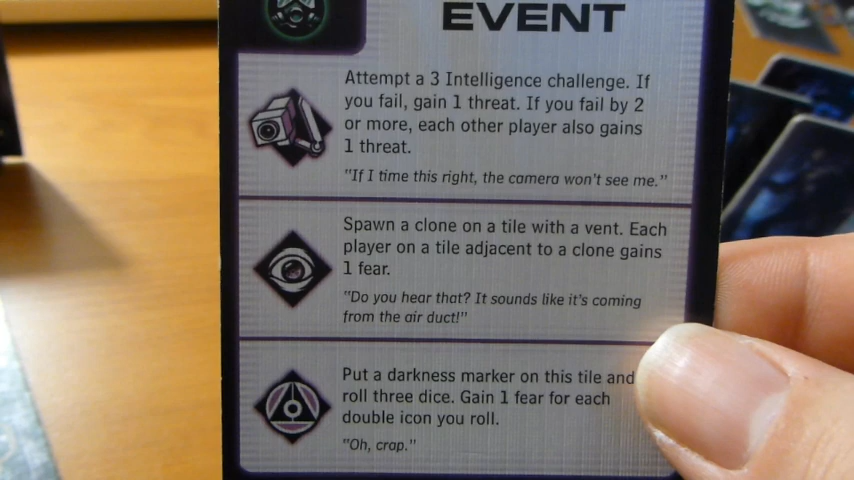 EVENT
Attempt a 3 Intelligence challenge. If
you fail, gain 1 threat. If you fail by 2
or more, each other player also gains
1 threat.
"If I time this right, the camera won't see me."
Spawn a clone on a tile with a vent. Each
player on a tile adjacent to a clone gains
1 fear.
"Do you hear that? It sounds like it's coming
from the air duct!"
Put a darkness marker on this tile and
roll three dice. Gain 1 fear for each
double icon you roll.
"Oh, crap."